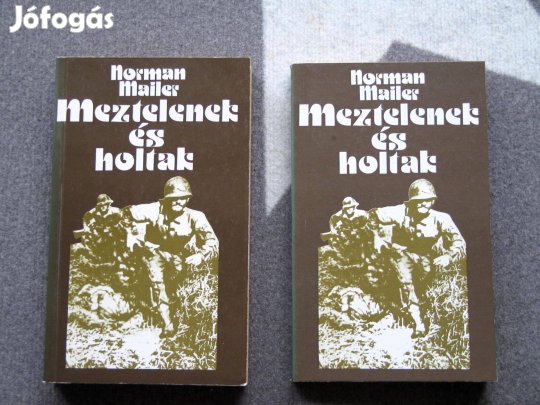 Jófogás
Norman
Mailer
Meztelenek
és
holtak
Norman
Mailer
Meztelenek
és
holtak